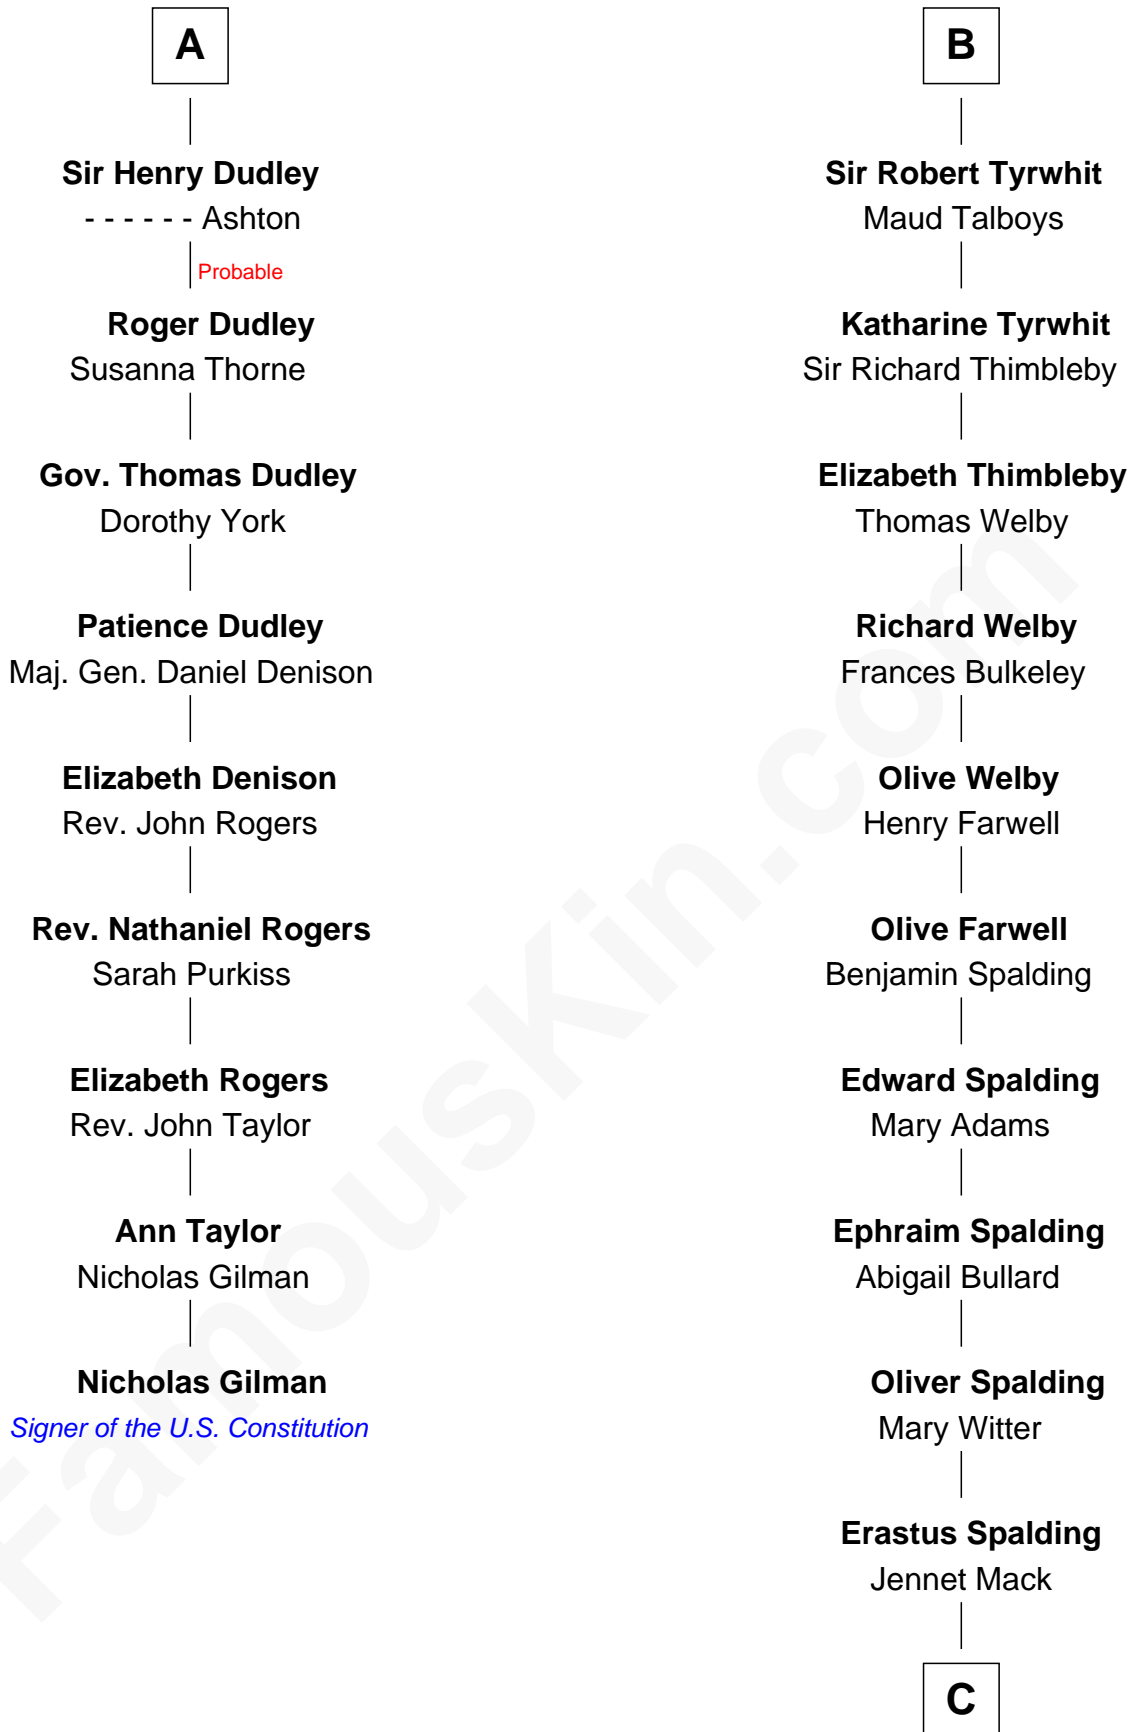 A
Sir Henry Dudley
- - - - - - Ashton
Probable
Roger Dudley
Susanna Thorne
Gov. Thomas Dudley
Dorothy York
Patience Dudley
Maj. Gen. Daniel Denison
Elizabeth Denison
Rev. John Rogers
Rev. Nathaniel Rogers
Sarah Purkiss
Elizabeth Rogers
Rev. John Taylor
Ann Taylor
Nicholas Gilman
Nicholas Gilman
Signer of the U.S. Constitution
B
Sir Robert Tyrwhit
Maud Talboys
Katharine Tyrwhit
Sir Richard Thimbleby
Elizabeth Thimbleby
Thomas Welby
Richard Welby
Frances Bulkeley
Olive Welby
Henry Farwell
Olive Farwell
Benjamin Spalding
Edward Spalding
Mary Adams
Ephraim Spalding
Abigail Bullard
Oliver Spalding
Mary Witter
Erastus Spalding
Jennet Mack
C
FamousKin.com